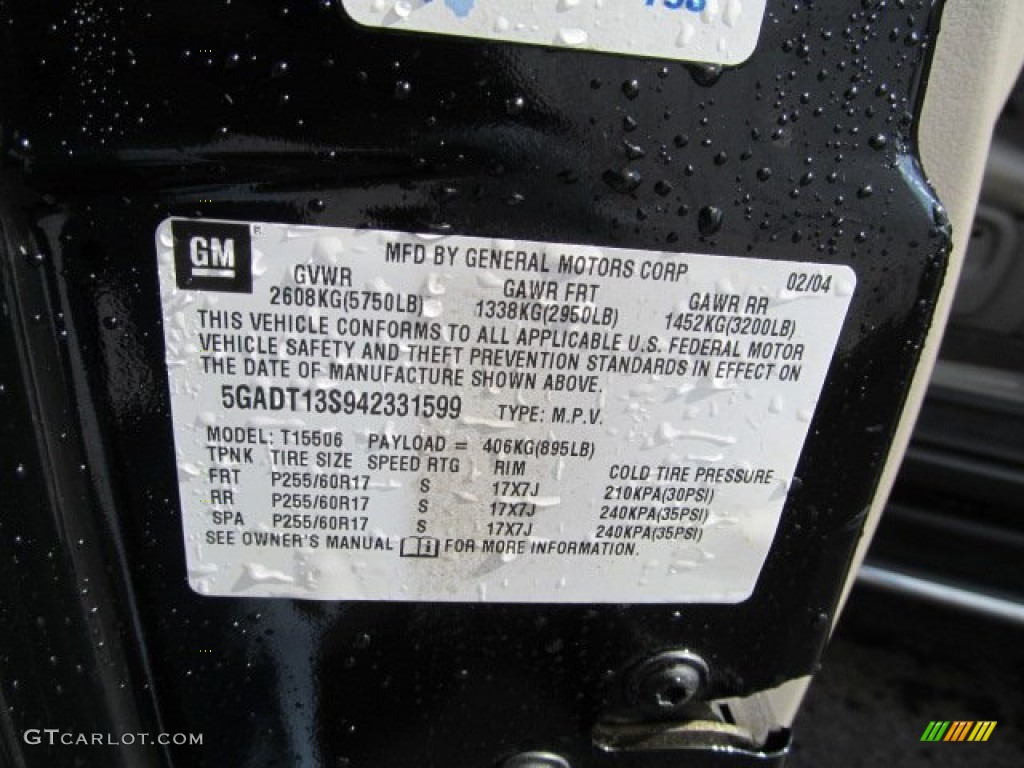 GM
MFD BY GENERAL MOTORS CORP 02/04
GVWR GAWR FRT GAWR RR
2608KG(5750LB) 1338KG(2950LB) 1452KG(3200LB)
THIS VEHICLE CONFORMS TO ALL APPLICABLE U.S. FEDERAL MOTOR
VEHICLE SAFETY AND THEFT PREVENTION STANDARDS IN EFFECT ON
THE DATE OF MANUFACTURE SHOWN ABOVE.
5GADT13S942331599 TYPE: M.P.V.
MODEL: T15506 PAYLOAD = 406KG(895LB)
TPNK TIRE SIZE SPEED RTG RIM COLD TIRE PRESSURE
FRT P255/60R17 S 17X7J 210KPA(30PSI)
RR P255/60R17 S 17X7J 240KPA(35PSI)
SPA P255/60R17 S 17X7J 240KPA(35PSI)
SEE OWNER'S MANUAL FOR MORE INFORMATION.
GTCARLOT.COM